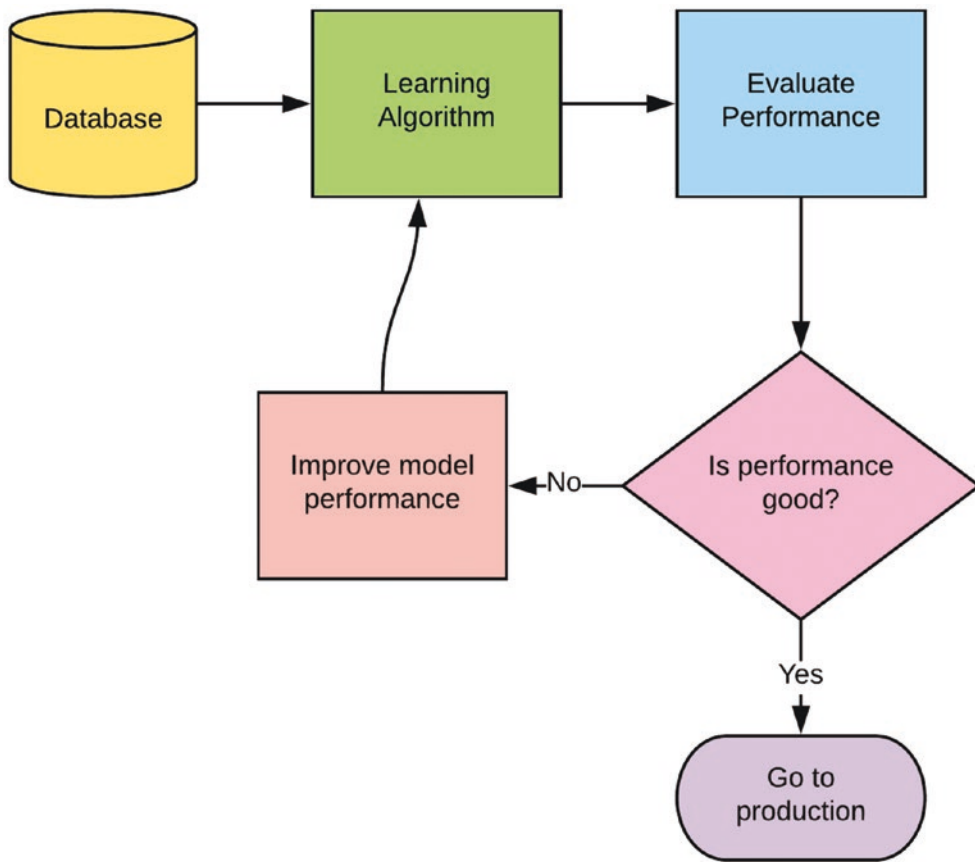 Database
Learning
Algorithm
Evaluate
Performance
Is performance
good?
No
Improve model
performance
Yes
Go to
production